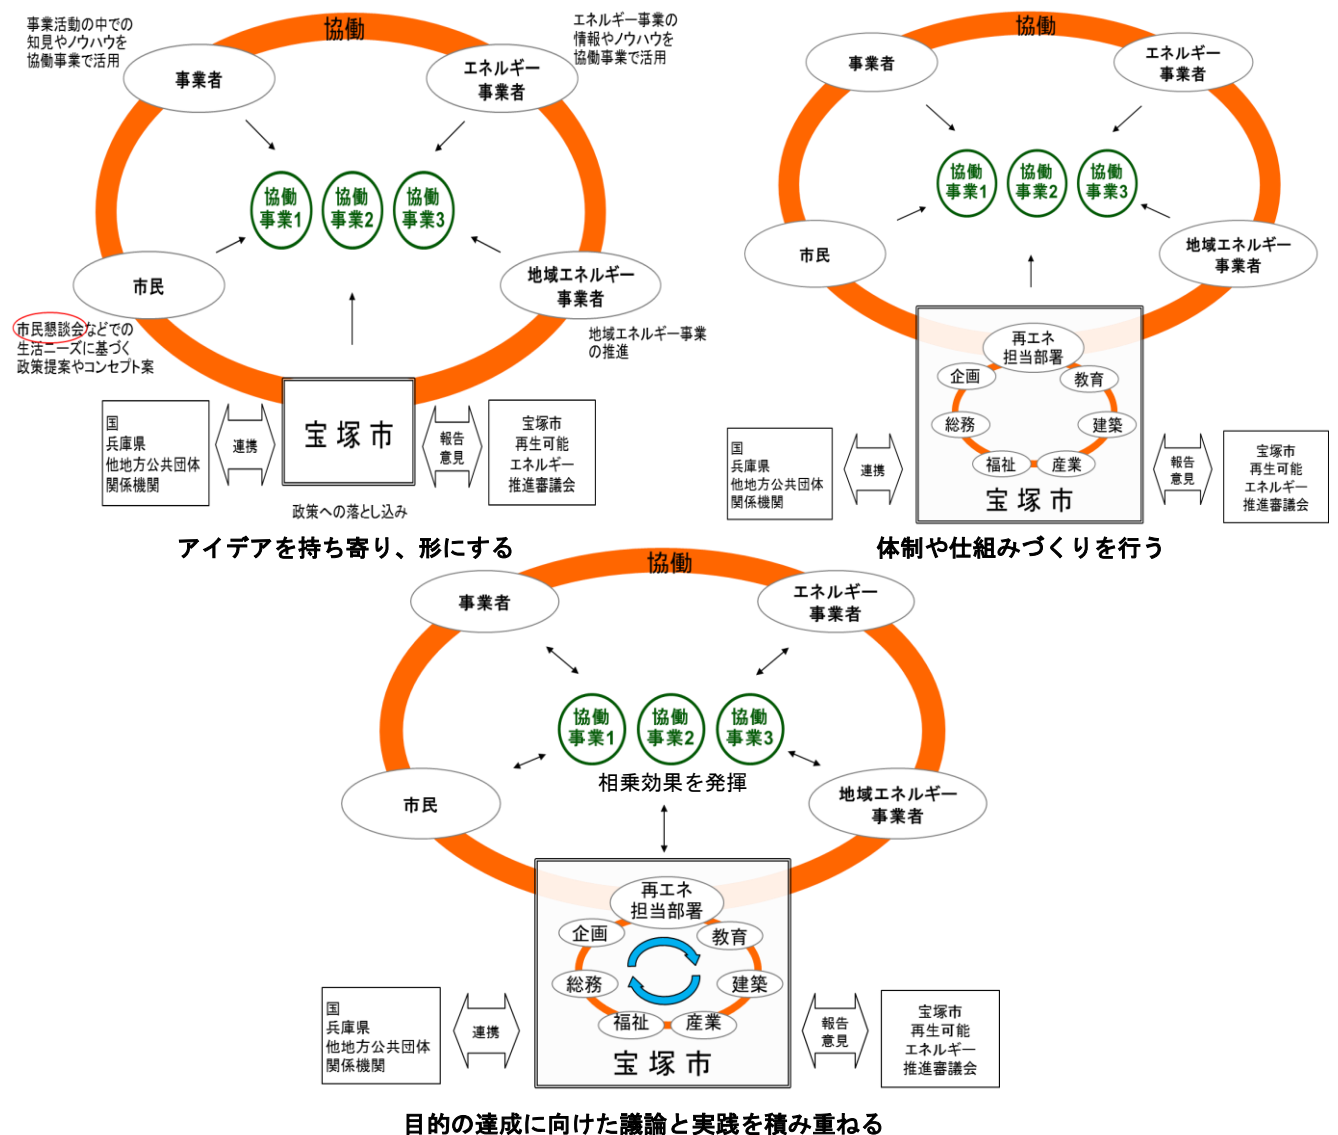 事業活動の中での
知見やノウハウを
協働事業で活用
協働
エネルギー事業の
情報やノウハウを
協働事業で活用
事業者
エネルギー
事業者
協働
事業1
協働
事業2
協働
事業3
市民
地域エネルギー
事業者
市民懇談会などでの
生活ニーズに基づく
政策提案やコンセプト案
地域エネルギー事業
の推進
国
兵庫県
他地方公共団体
関係機関
連携
宝塚市
報告
意見
宝塚市
再生可能
エネルギー
推進審議会
政策への落とし込み
アイデアを持ち寄り、形にする
協働
事業者
エネルギー
事業者
協働
事業1
協働
事業2
協働
事業3
市民
地域エネルギー
事業者
再エネ
担当部署
企画
教育
総務
建築
福祉
産業
宝塚市
国
兵庫県
他地方公共団体
関係機関
連携
報告
意見
宝塚市
再生可能
エネルギー
推進審議会
体制や仕組みづくりを行う
協働
事業者
エネルギー
事業者
協働
事業1
協働
事業2
協働
事業3
相乗効果を発揮
市民
地域エネルギー
事業者
再エネ
担当部署
企画
教育
総務
建築
福祉
産業
宝塚市
国
兵庫県
他地方公共団体
関係機関
連携
報告
意見
宝塚市
再生可能
エネルギー
推進審議会
目的の達成に向けた議論と実践を積み重ねる